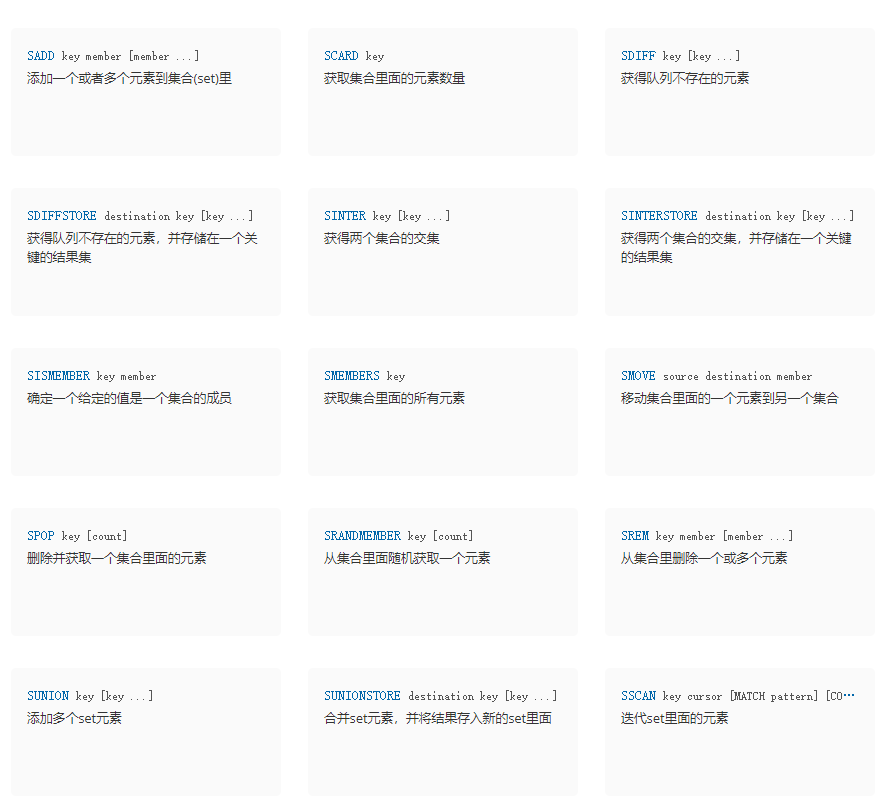 SADD key member [member ...]
添加一个或者多个元素到集合(set)里
SCARD key
获取集合里面的元素数量
SDIFF key [key ...]
获得队列不存在的元素
SDIFFSTORE destination key [key ...]
获得队列不存在的元素，并存储在一个关
键的结果集
SINTER key [key ...]
获得两个集合的交集
SINTERSTORE destination key [key ...]
获得两个集合的交集，并存储在一个关键
的结果集
SISMEMBER key member
确定一个给定的值是一个集合的成员
SMEMBERS key
获取集合里面的所有元素
SMOVE source destination member
移动集合里面的一个元素到另一个集合
SPOP key [count]
删除并获取一个集合里面的元素
SRANDMEMBER key [count]
从集合里面随机获取一个元素
SREM key member [member ...]
从集合里删除一个或多个元素
SUNION key [key ...]
添加多个set元素
SUNIONSTORE destination key [key ...]
合并set元素，并将结果存入新的set里面
SSCAN key cursor [MATCH pattern] [CO…
迭代set里面的元素